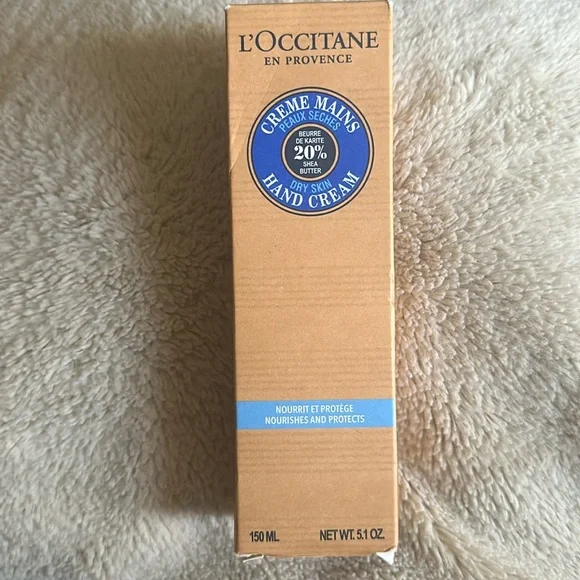 L'OCCITANE
EN PROVENCE
CREME MAINS
PEAUX SECHES
BEURRE
DE KARITE
20%
SHEA
BUTTER
DRY SKIN
HAND CREAM
NOURRIT ET PROTÈGE
NOURISHES AND PROTECTS
150 ML NET WT. 5.1 OZ.